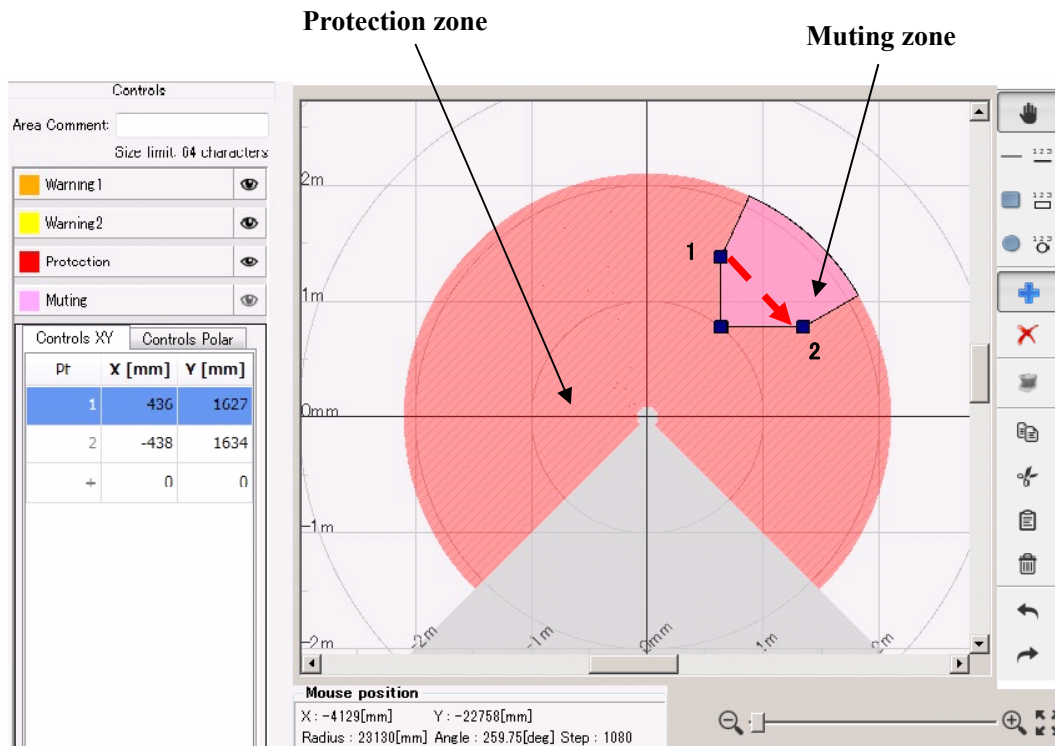 Protection zone
Muting zone
Controls
Area Comment:
Size limit. 64 characters
Warning1
Warning2
Protection
Muting
Controls XY Controls Polar
Pt X [mm] Y [mm]
1 436 1627
2 -438 1634
+ 0 0
2m
1m
0mm
-1m
-2m
-2m -1m 0mm 1m 2m
1
2
123
123
123
Mouse position
X : -4129[mm] Y : -22758[mm]
Radius : 23130[mm] Angle : 259.75[deg] Step : 1080